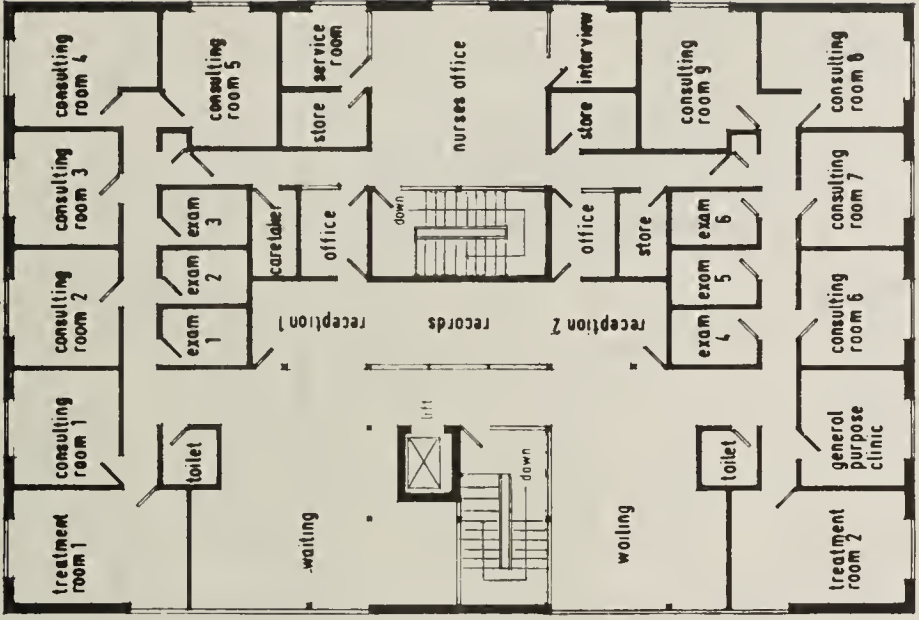 consulting
room 4
consulting
room 5
service
room
store
nurses office
interview
store
consulting
room 9
consulting
room 8
consulting
room 3
exam
3
caretaker
office
down
office
store
exam
6
consulting
room 7
consulting
room 2
exam
2
exam
5
consulting
room 6
exam
1
reception 1
records
reception 2
exam
4
consulting
room 1
toilet
lift
down
toilet
general
purpose
clinic
treatment
room 1
waiting
waiting
treatment
room 2